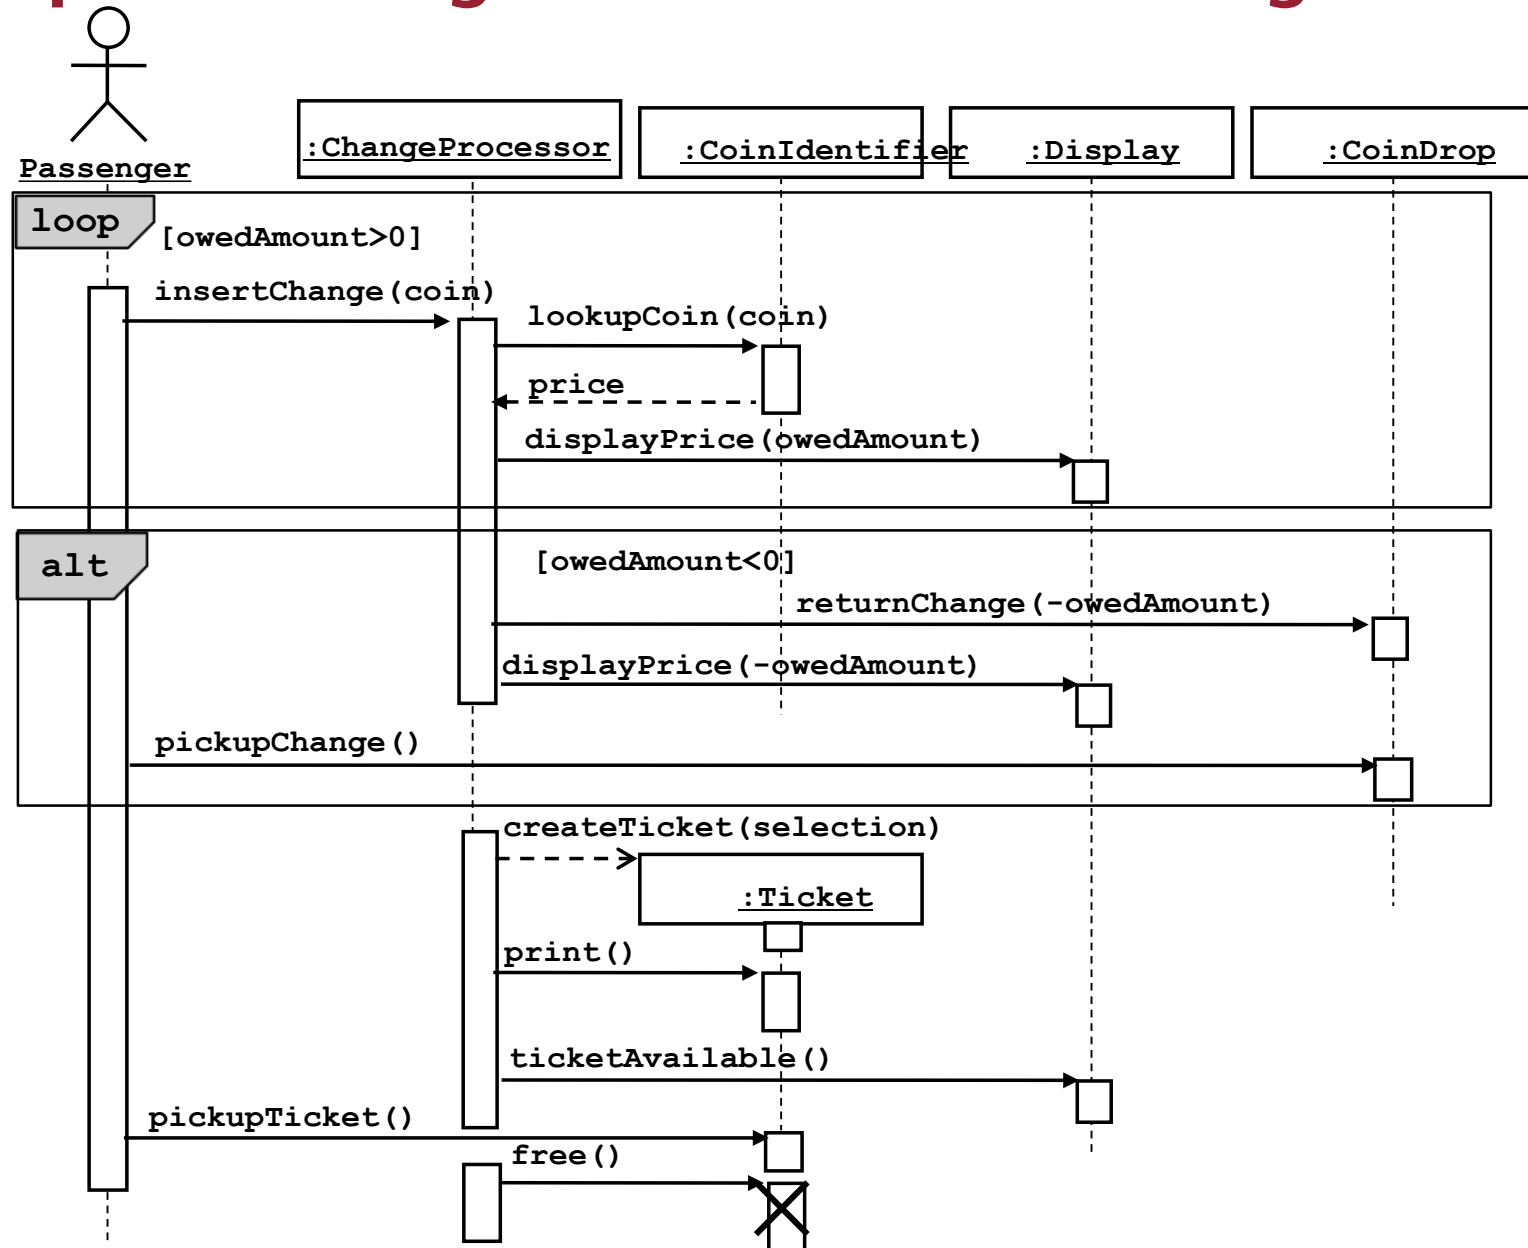 Passenger
:ChangeProcessor
:CoinIdentifier
:Display
:CoinDrop
loop
[owedAmount>0]
insertChange(coin)
lookupCoin(coin)
price
displayPrice(owedAmount)
alt
[owedAmount<0]
returnChange(-owedAmount)
displayPrice(-owedAmount)
pickupChange()
createTicket(selection)
:Ticket
print()
ticketAvailable()
pickupTicket()
free()